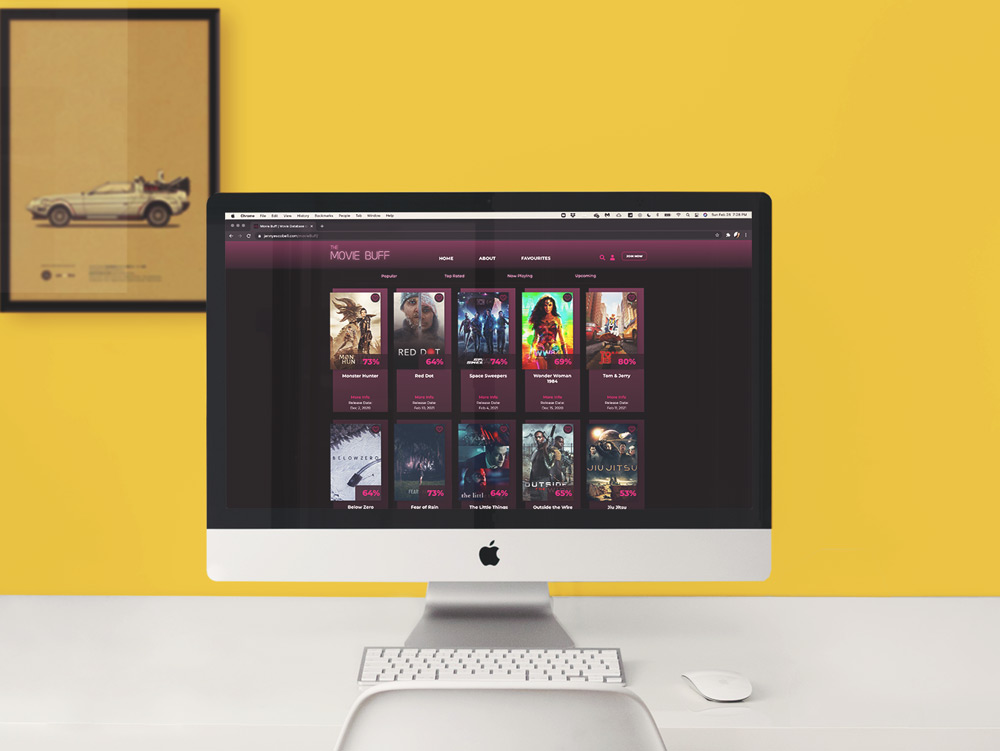 Chrome File Edit View History Bookmarks People Tab Window Help
Sun Feb 28 7:28 PM
Movie Buff | Movie Database
THE
MOVIE BUFF
HOME ABOUT FAVOURITES
JOIN NOW
Popular Top Rated Now Playing Upcoming
MON
HUN
73%
RED DOT
64%
74%
69%
80%
Monster Hunter
Red Dot
Space Sweepers
Wonder Woman
1984
Tom & Jerry
More Info More Info More Info More Info More Info
Release Date: Release Date: Release Date: Release Date: Release Date:
Dec 3, 2020
Feb 10, 2021
Feb 4, 2021
Dec 15, 2020
Feb 11, 2021
BELOW ZERO
64%
FEAR
73%
the little
64%
OUTSIDE
65%
JIU JITSU
53%
Below Zero
Fear of Rain
The Little Things
Outside the Wire
Jiu Jitsu